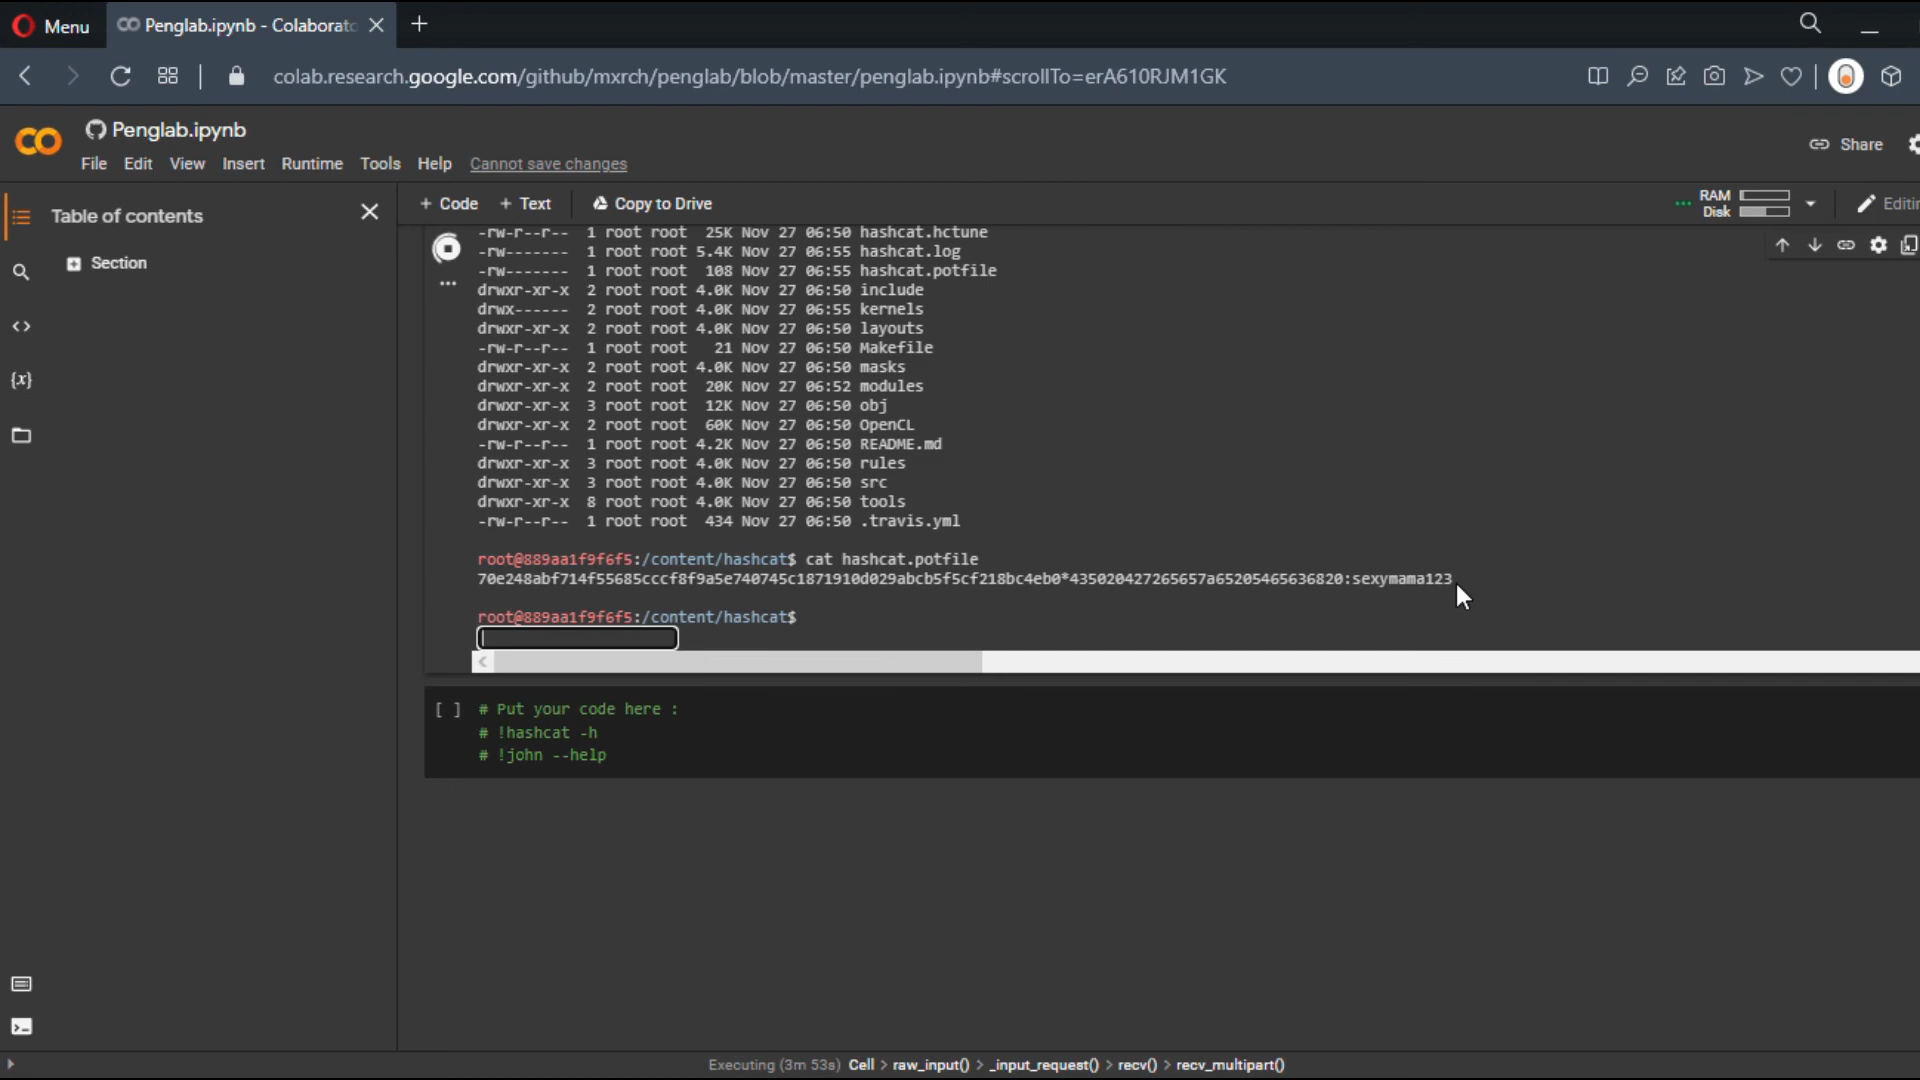 Menu
Penglab.ipynb - Colaborato
colab.research.google.com/github/mxrch/penglab/blob/master/penglab.ipynb#scrollTo=erA610RJM1GK
CO
Penglab.ipynb
File Edit View Insert Runtime Tools Help Cannot save changes
Share
Table of contents
+ Code + Text Copy to Drive
RAM
Disk
Editin
Section
{x}
-rw-r--r-- 1 root root 25K Nov 27 06:50 hashcat.hctune
-rw------- 1 root root 5.4K Nov 27 06:55 hashcat.log
-rw------- 1 root root 108 Nov 27 06:55 hashcat.potfile
drwxr-xr-x 2 root root 4.0K Nov 27 06:50 include
drwx------ 2 root root 4.0K Nov 27 06:55 kernels
drwxr-xr-x 2 root root 4.0K Nov 27 06:50 layouts
-rw-r--r-- 1 root root 21 Nov 27 06:50 Makefile
drwxr-xr-x 2 root root 4.0K Nov 27 06:50 masks
drwxr-xr-x 2 root root 20K Nov 27 06:52 modules
drwxr-xr-x 3 root root 12K Nov 27 06:50 obj
drwxr-xr-x 2 root root 60K Nov 27 06:50 OpenCL
-rw-r--r-- 1 root root 4.2K Nov 27 06:50 README.md
drwxr-xr-x 3 root root 4.0K Nov 27 06:50 rules
drwxr-xr-x 3 root root 4.0K Nov 27 06:50 src
drwxr-xr-x 8 root root 4.0K Nov 27 06:50 tools
-rw-r--r-- 1 root root 434 Nov 27 06:50 .travis.yml
root@889aa1f9f6f5:/content/hashcat$ cat hashcat.potfile
70e248abf714f55685cccf8f9a5e740745c1871910d029abcb5f5cf218bc4eb0*435020427265657a65205465636820:sexymama123
root@889aa1f9f6f5:/content/hashcat$
[ ] # Put your code here :
# !hashcat -h
# !john --help
Executing (3m 53s) Cell > raw_input() > _input_request() > recv() > recv_multipart()